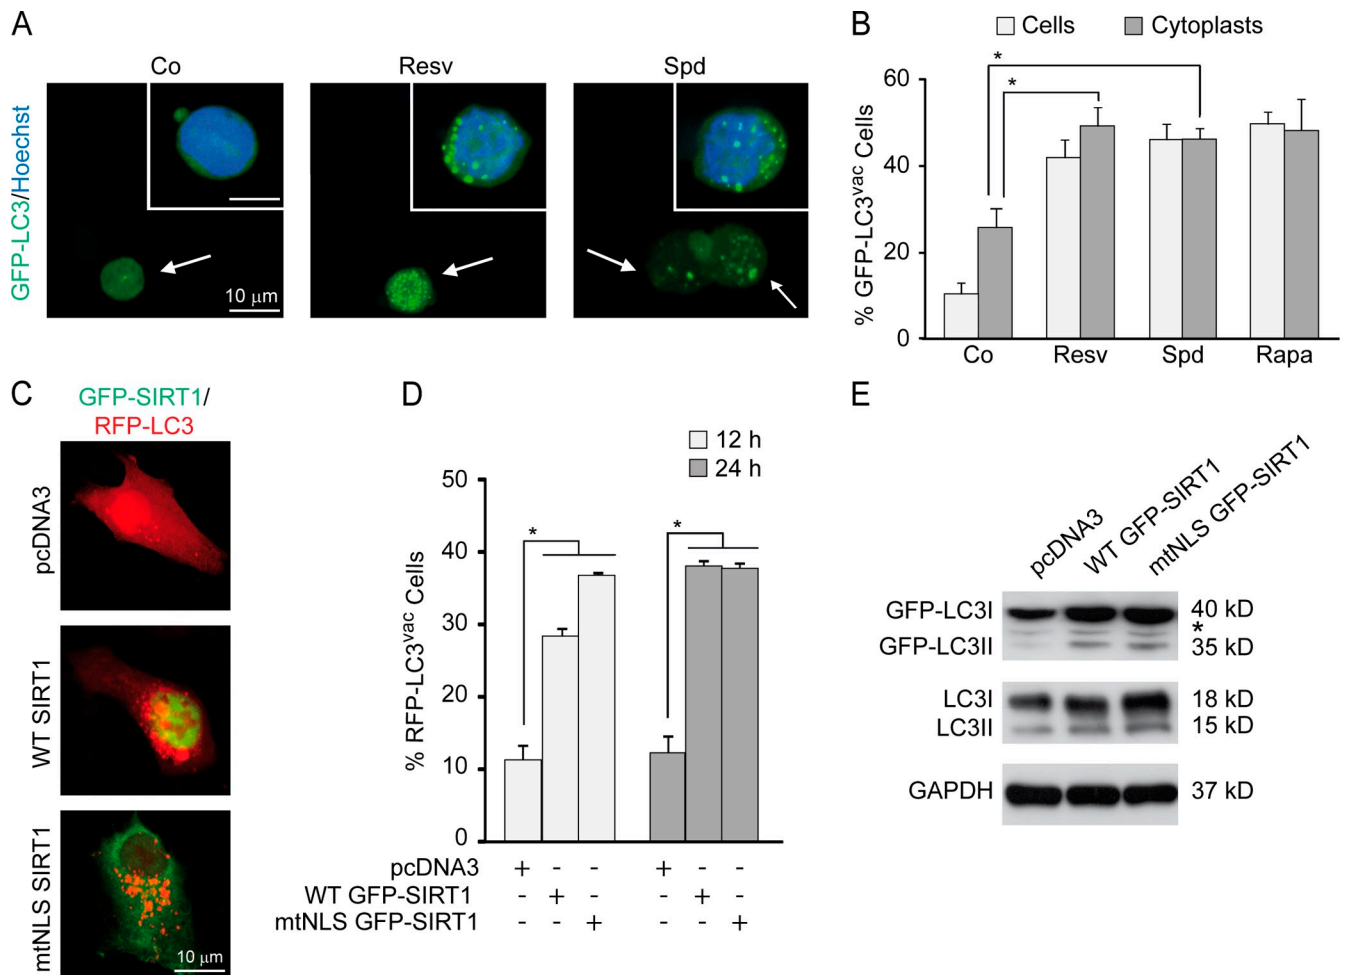 A
Co
Resv
Spd
GFP-LC3/Hoechst
10 μm
B
Cells
Cytoplasts
*
*
% GFP-LC3vac Cells
60
40
20
0
Co
Resv
Spd
Rapa
C
GFP-SIRT1/
RFP-LC3
pcDNA3
WT SIRT1
mtNLS SIRT1
10 μm
D
12 h
24 h
% RFP-LC3vac Cells
50
40
30
20
10
0
*
*
pcDNA3 + - - + - -
WT GFP-SIRT1 - + - - + -
mtNLS GFP-SIRT1 - - + - - +
E
pcDNA3
WT GFP-SIRT1
mtNLS GFP-SIRT1
GFP-LC3I 40 kD
*
GFP-LC3II 35 kD
LC3I 18 kD
LC3II 15 kD
GAPDH 37 kD